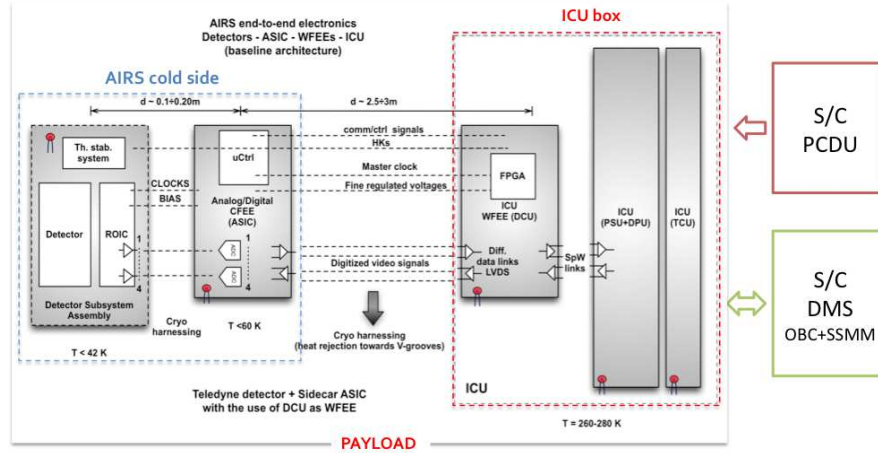 AIRS end-to-end electronics
Detectors - ASIC - WFEEs - ICU
(baseline architecture)
ICU box
AIRS cold side
d ~ 0.1÷0.20m
d ~ 2.5÷3m
Th. stab.
system
uCtrl
comm/ctrl signals
HKs
Master clock
Fine regulated voltages
FPGA
ICU
WFEE (DCU)
CLOCKS
BIAS
Analog/Digital
CFEE
(ASIC)
Detector
ROIC
1
4
ADC
ADC
1
4
Digitized video signals
Diff.
data links
LVDS
SpW
links
ICU
(PSU+DPU)
ICU
(TCU)
Detector Subsystem
Assembly
Cryo
harnessing
T < 42 K
T <60 K
Cryo harnessing
(heat rejection towards V-grooves)
Teledyne detector + Sidecar ASIC
with the use of DCU as WFEE
ICU
T = 260-280 K
PAYLOAD
S/C
PCDU
S/C
DMS
OBC+SSMM